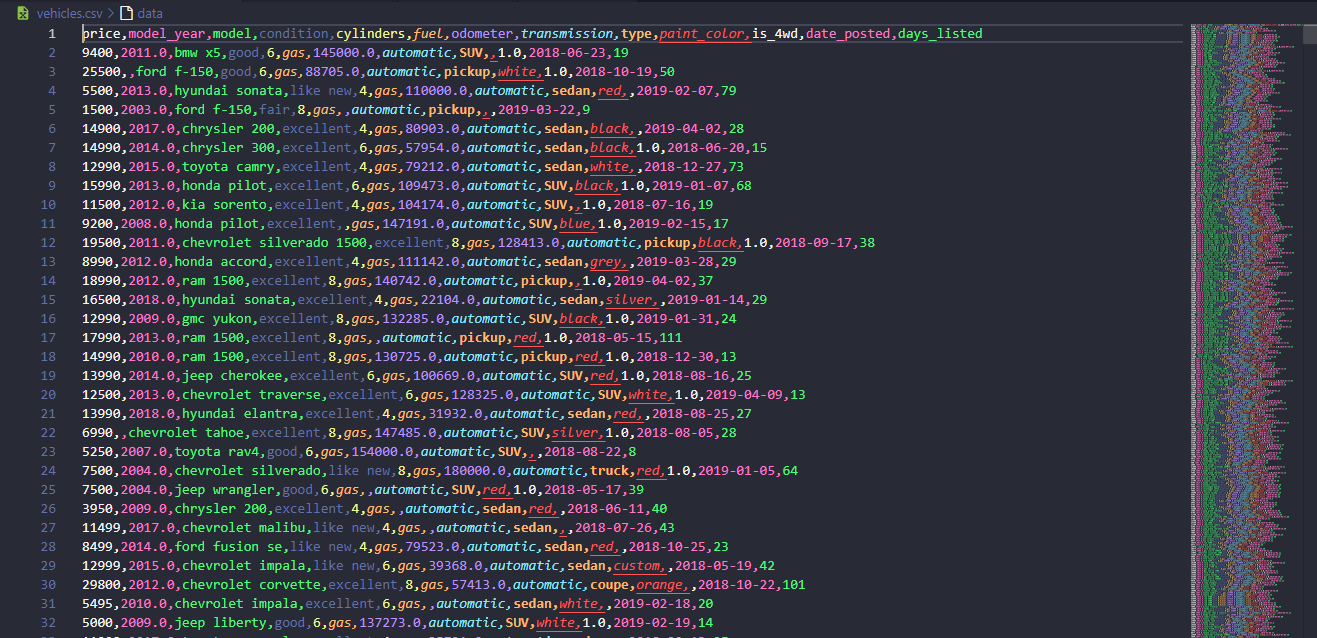 vehicles.csv > data
1 price,model_year,model,condition,cylinders,fuel,odometer,transmission,type,paint_color,is_4wd,date_posted,days_listed
2 9400,2011.0,bmw x5,good,6,gas,145000.0,automatic,SUV,,1.0,2018-06-23,19
3 25500,,ford f-150,good,6,gas,88705.0,automatic,pickup,white,1.0,2018-10-19,50
4 5500,2013.0,hyundai sonata,like new,4,gas,110000.0,automatic,sedan,red,,2019-02-07,79
5 1500,2003.0,ford f-150,fair,8,gas,,automatic,pickup,,,2019-03-22,9
6 14900,2017.0,chrysler 200,excellent,4,gas,80903.0,automatic,sedan,black,,2019-04-02,28
7 14990,2014.0,chrysler 300,excellent,6,gas,57954.0,automatic,sedan,black,1.0,2018-06-20,15
8 12990,2015.0,toyota camry,excellent,4,gas,79212.0,automatic,sedan,white,,2018-12-27,73
9 15990,2013.0,honda pilot,excellent,6,gas,109473.0,automatic,SUV,black,1.0,2019-01-07,68
10 11500,2012.0,kia sorento,excellent,4,gas,104174.0,automatic,SUV,,1.0,2018-07-16,19
11 9200,2008.0,honda pilot,excellent,,gas,147191.0,automatic,SUV,blue,1.0,2019-02-15,17
12 19500,2011.0,chevrolet silverado 1500,excellent,8,gas,128413.0,automatic,pickup,black,1.0,2018-09-17,38
13 8990,2012.0,honda accord,excellent,4,gas,111142.0,automatic,sedan,grey,,2019-03-28,29
14 18990,2012.0,ram 1500,excellent,8,gas,140742.0,automatic,pickup,,1.0,2019-04-02,37
15 16500,2018.0,hyundai sonata,excellent,4,gas,22104.0,automatic,sedan,silver,,2019-01-14,29
16 12990,2009.0,gmc yukon,excellent,8,gas,132285.0,automatic,SUV,black,1.0,2019-01-31,24
17 17990,2013.0,ram 1500,excellent,8,gas,,automatic,pickup,red,1.0,2018-05-15,111
18 14990,2010.0,ram 1500,excellent,8,gas,130725.0,automatic,pickup,red,1.0,2018-12-30,13
19 13990,2014.0,jeep cherokee,excellent,6,gas,100669.0,automatic,SUV,red,1.0,2018-08-16,25
20 12500,2013.0,chevrolet traverse,excellent,6,gas,128325.0,automatic,SUV,white,1.0,2019-04-09,13
21 13990,2018.0,hyundai elantra,excellent,4,gas,31932.0,automatic,sedan,red,,2018-08-25,27
22 6990,,chevrolet tahoe,excellent,8,gas,147485.0,automatic,SUV,silver,1.0,2018-08-05,28
23 5250,2007.0,toyota rav4,good,6,gas,154000.0,automatic,SUV,,,2018-08-22,8
24 7500,2004.0,chevrolet silverado,like new,8,gas,180000.0,automatic,truck,red,1.0,2019-01-05,64
25 7500,2004.0,jeep wrangler,good,6,gas,,automatic,SUV,red,1.0,2018-05-17,39
26 3950,2009.0,chrysler 200,excellent,4,gas,,automatic,sedan,red,,2018-06-11,40
27 11499,2017.0,chevrolet malibu,like new,4,gas,,automatic,sedan,,,2018-07-26,43
28 8499,2014.0,ford fusion se,like new,4,gas,79523.0,automatic,sedan,red,,2018-10-25,23
29 12999,2015.0,chevrolet impala,like new,6,gas,39368.0,automatic,sedan,custom,,2018-05-19,42
30 29800,2012.0,chevrolet corvette,excellent,8,gas,57413.0,automatic,coupe,orange,,2018-10-22,101
31 5495,2010.0,chevrolet impala,excellent,6,gas,,automatic,sedan,white,,2019-02-18,20
32 5000,2009.0,jeep liberty,good,6,gas,137273.0,automatic,SUV,white,1.0,2019-02-19,14